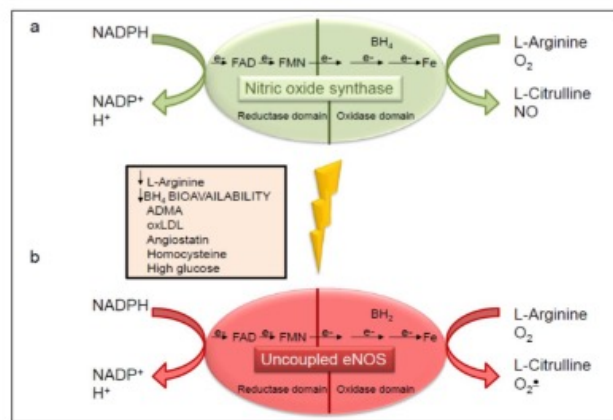 a
NADPH
BH₄
L-Arginine
O₂
e- FAD e- FMN e- e- e- Fe
Nitric oxide synthase
NADP⁺
H⁺
Reductase domain Oxidase domain
L-Citrulline
NO
↓ L-Arginine
↓ BH₄ BIOAVAILABILITY
ADMA
oxLDL
Angiostatin
Homocysteine
High glucose
b
NADPH
BH₂
L-Arginine
O₂
e- FAD e- FMN e- e- e- Fe
Uncoupled eNOS
NADP⁺
H⁺
Reductase domain Oxidase domain
L-Citrulline
O₂•-